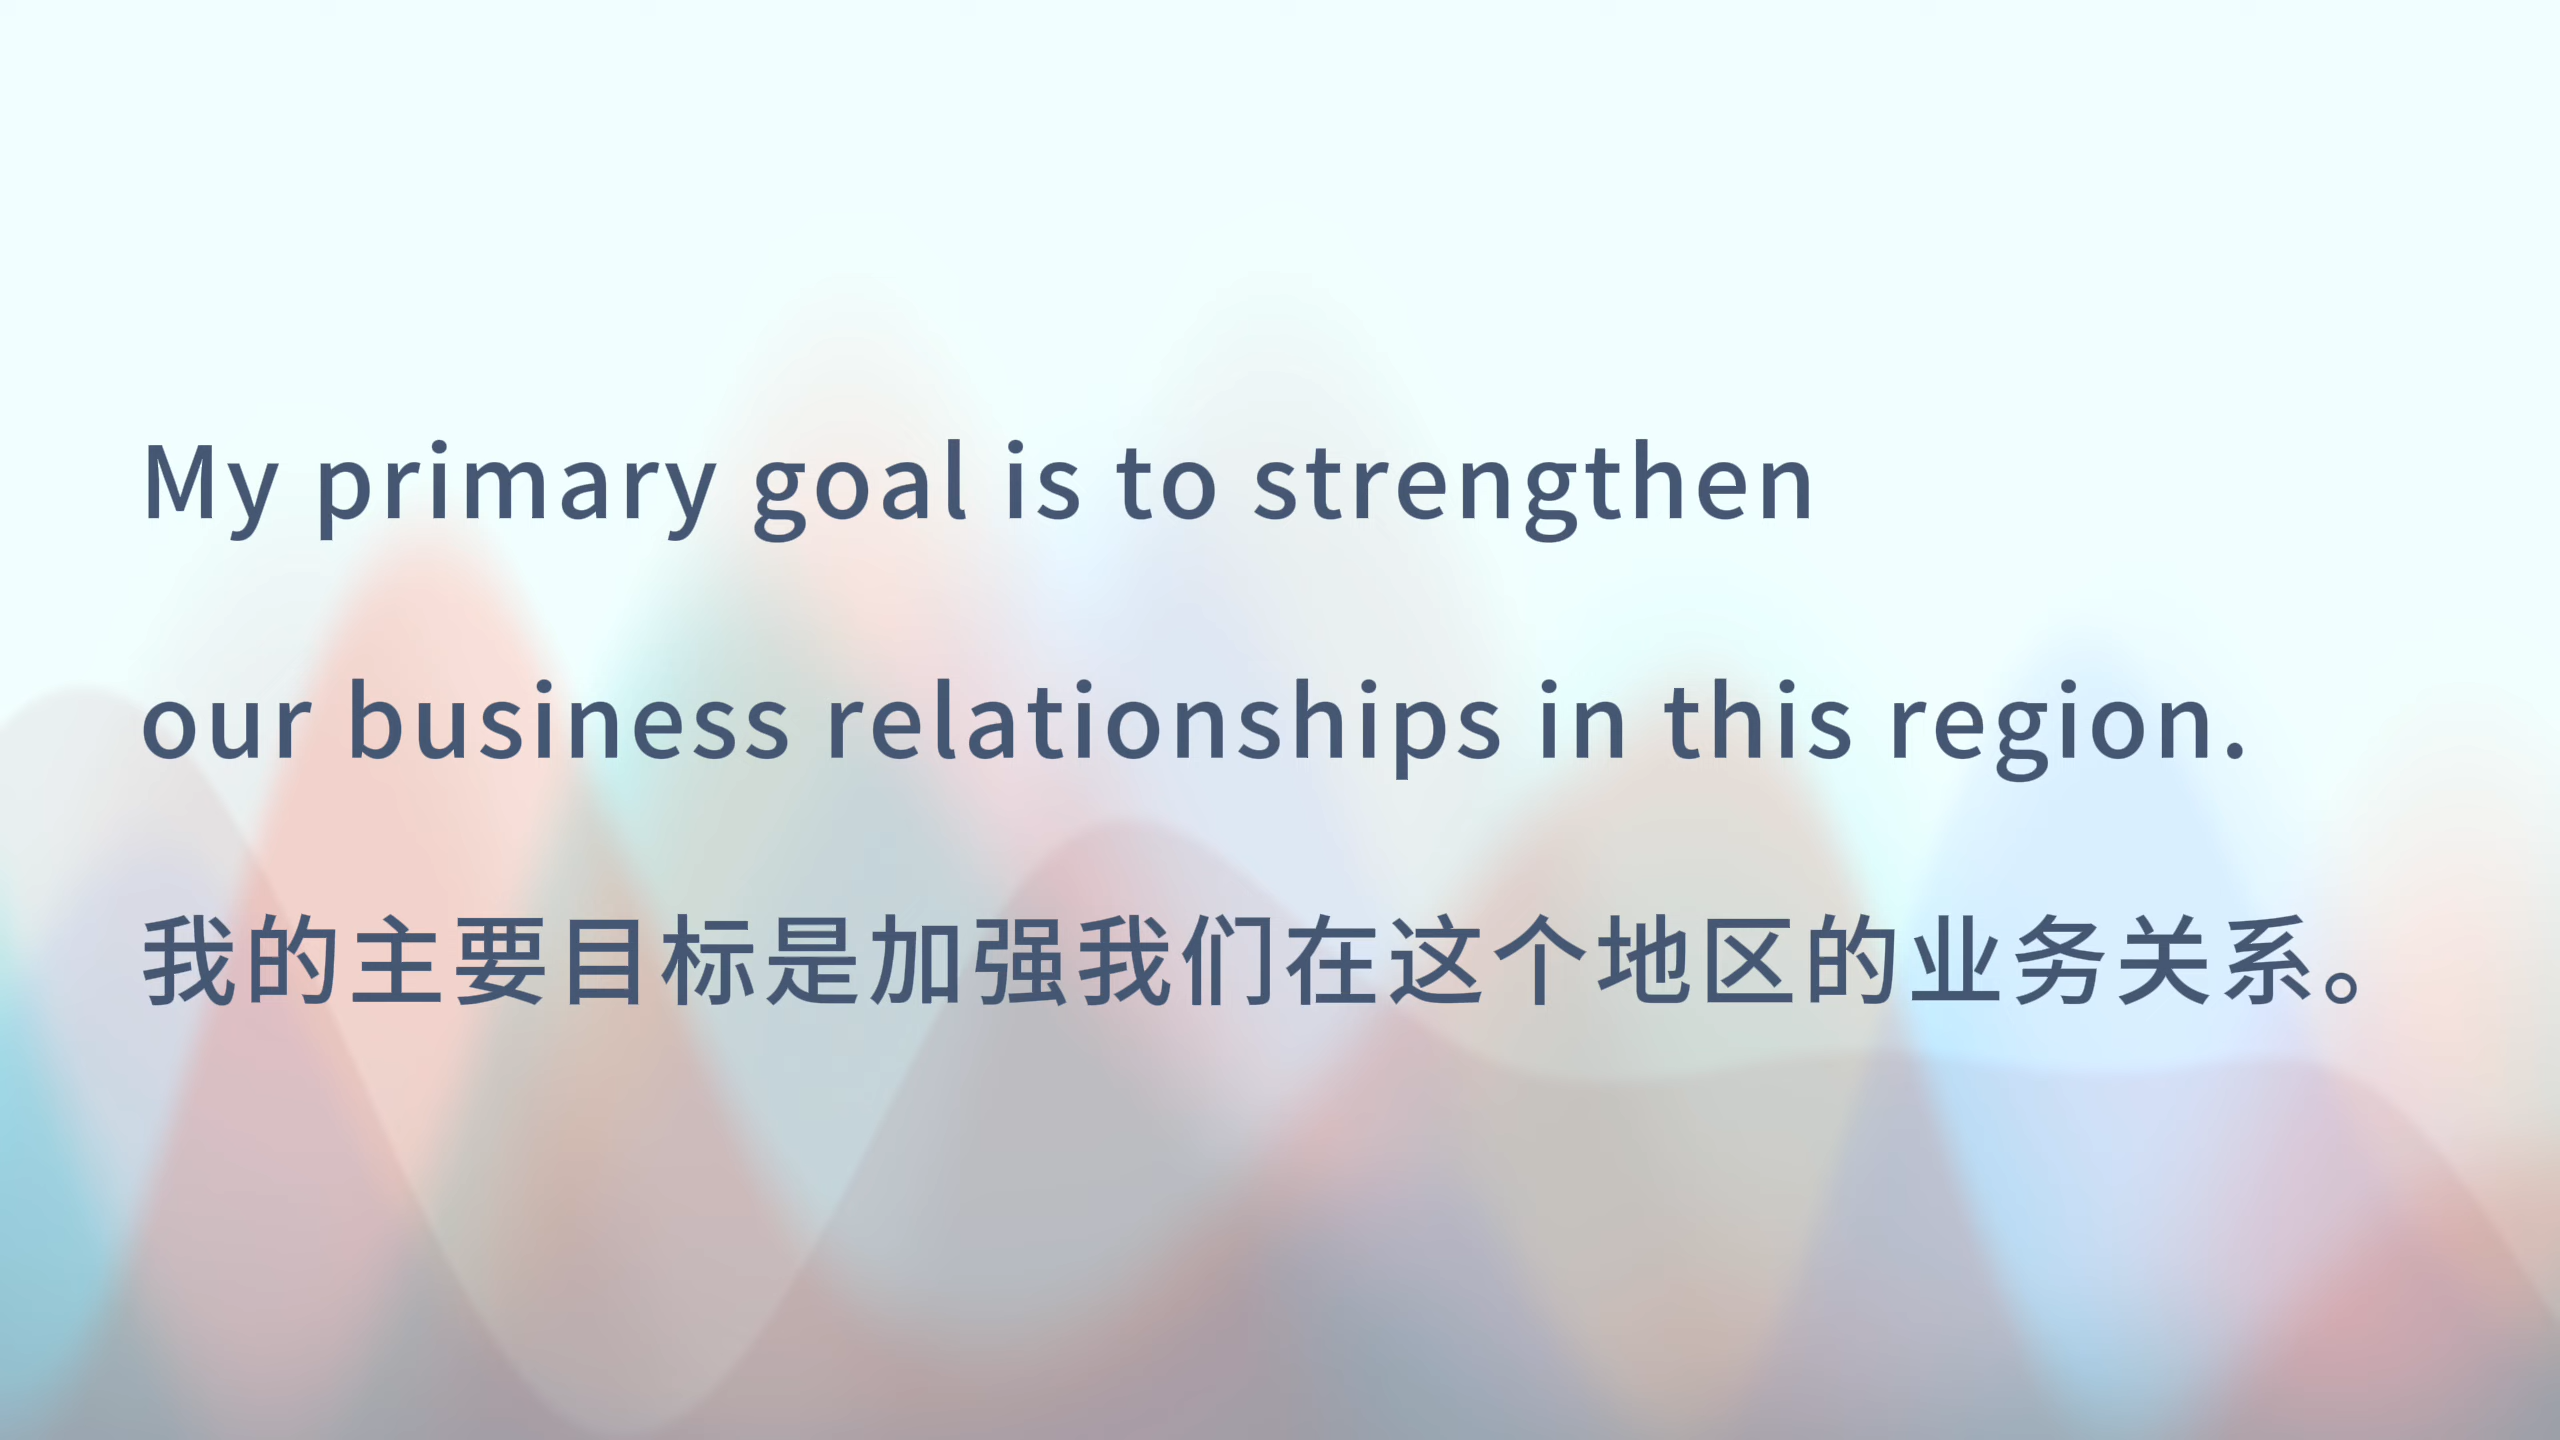 My primary goal is to strengthen
our business relationships in this region.
我的主要目标是加强我们在这个地区的业务关系。